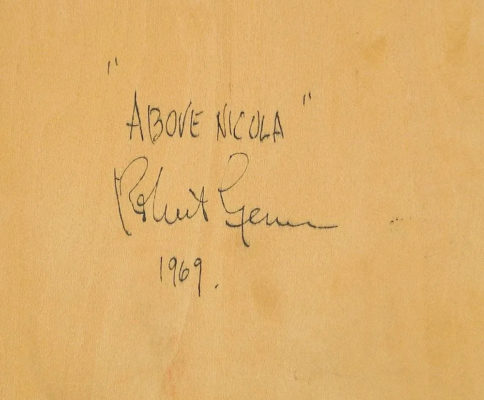 "ABOVE NICOLA"
Robert Genn
1969.